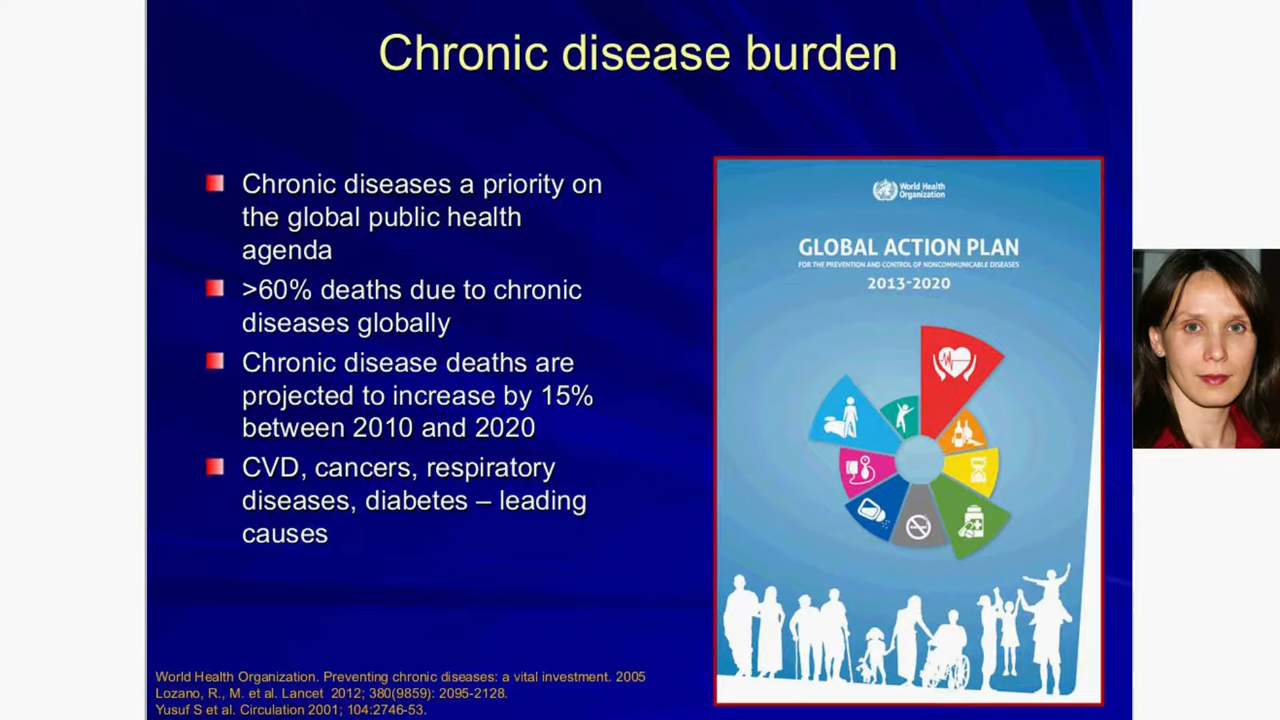 Chronic disease burden
Chronic diseases a priority on
the global public health
agenda
>60% deaths due to chronic
diseases globally
Chronic disease deaths are
projected to increase by 15%
between 2010 and 2020
CVD, cancers, respiratory
diseases, diabetes – leading
causes
World Health Organization. Preventing chronic diseases: a vital investment. 2005
Lozano, R., M. et al. Lancet 2012; 380(9859): 2095-2128.
Yusuf S et al. Circulation 2001; 104:2746-53.
World Health
Organization
GLOBAL ACTION PLAN
FOR THE PREVENTION AND CONTROL OF NONCOMMUNICABLE DISEASES
2013-2020